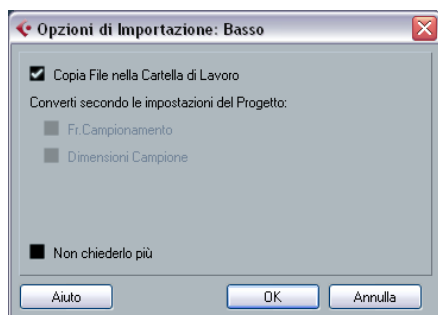 Opzioni di Importazione: Basso
Copia File nella Cartella di Lavoro
Converti secondo le impostazioni del Progetto:
Fr.Campionamento
Dimensioni Campione
Non chiederlo più
Aiuto OK Annulla